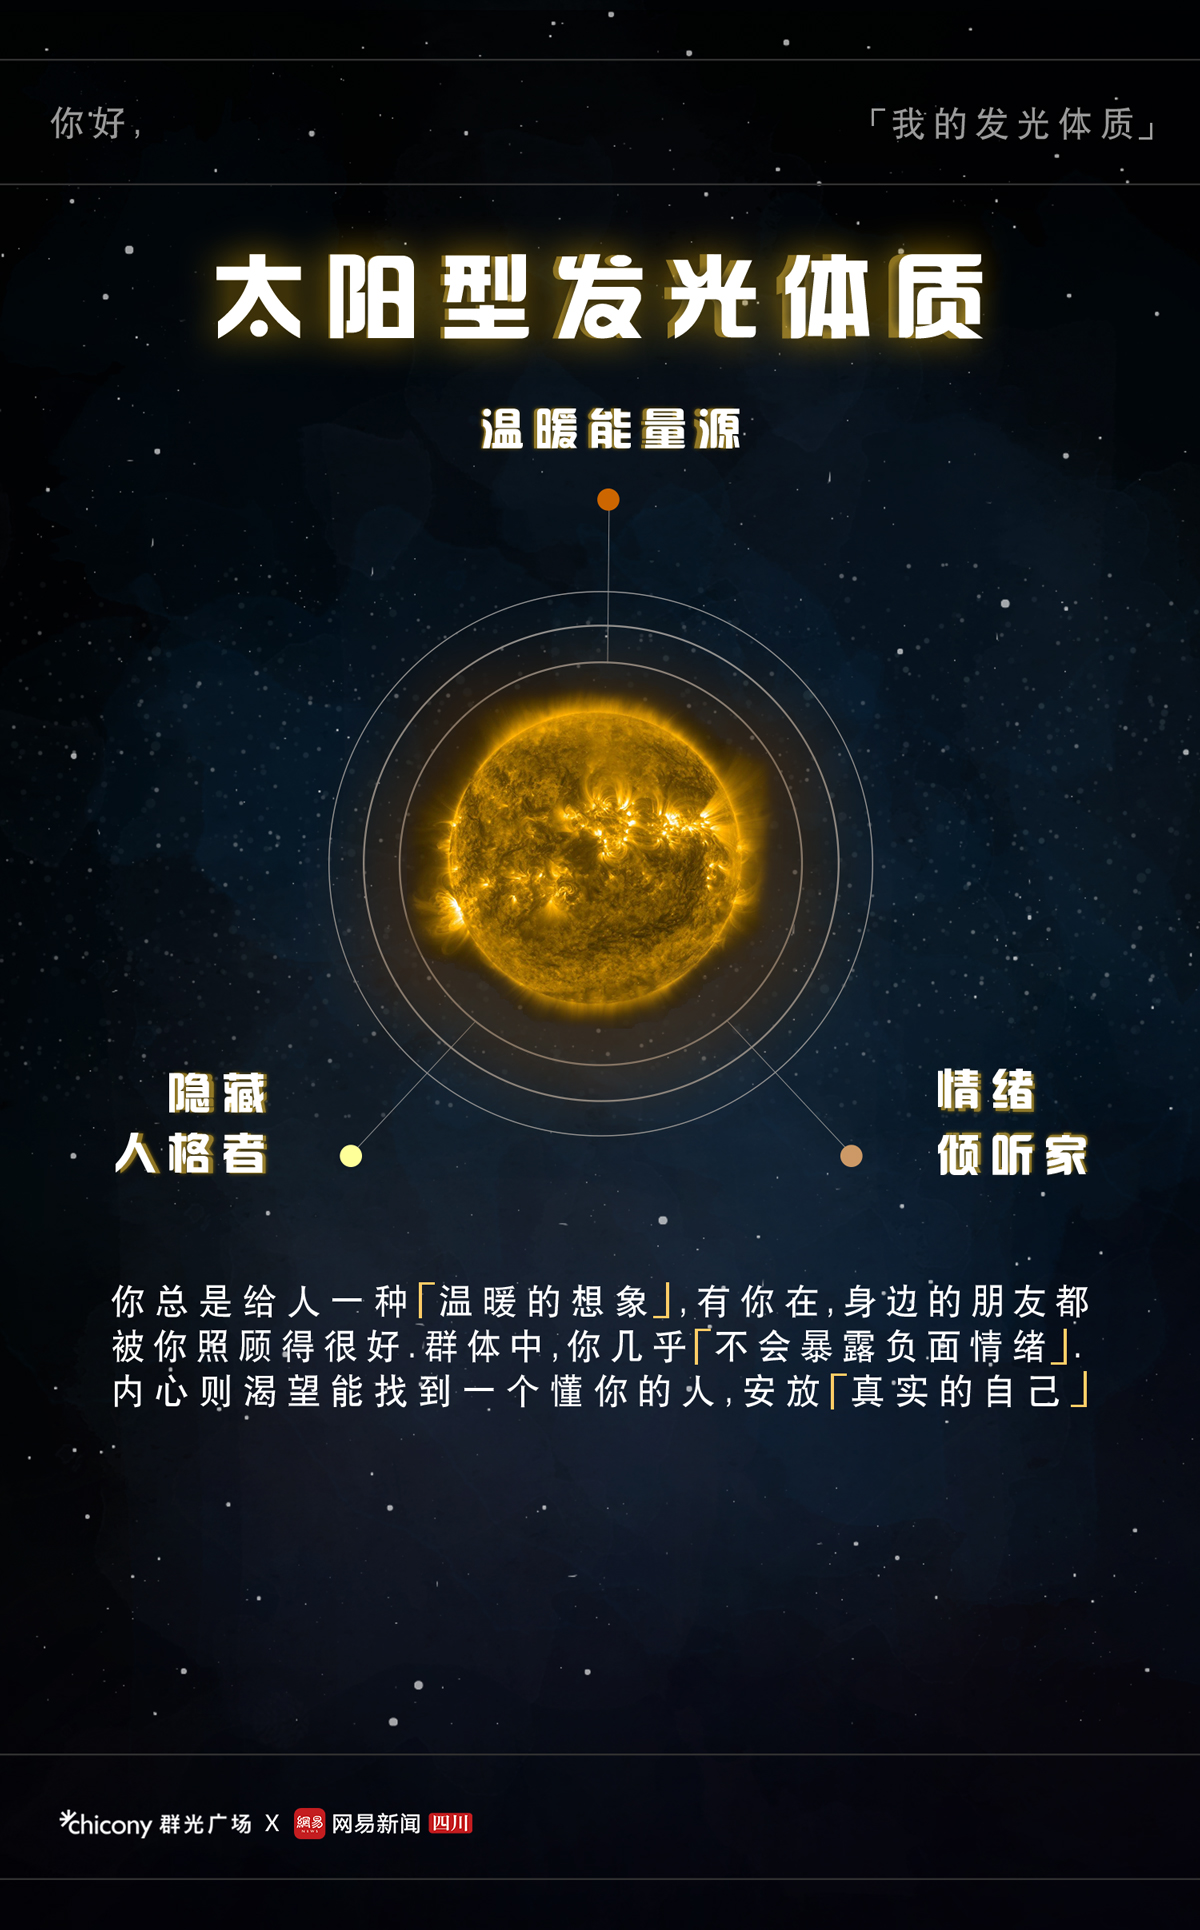 你好,
「我的发光体质」
太阳型发光体质
温暖能量源
隐藏
人格者
情绪
倾听家
你总是给人一种「温暖的想象」,有你在,身边的朋友都
被你照顾得很好.群体中,你几乎「不会暴露负面情绪」.
内心则渴望能找到一个懂你的人,安放「真实的自己」
chicony 群光广场 X 網易 NEWS 网易新闻 四川